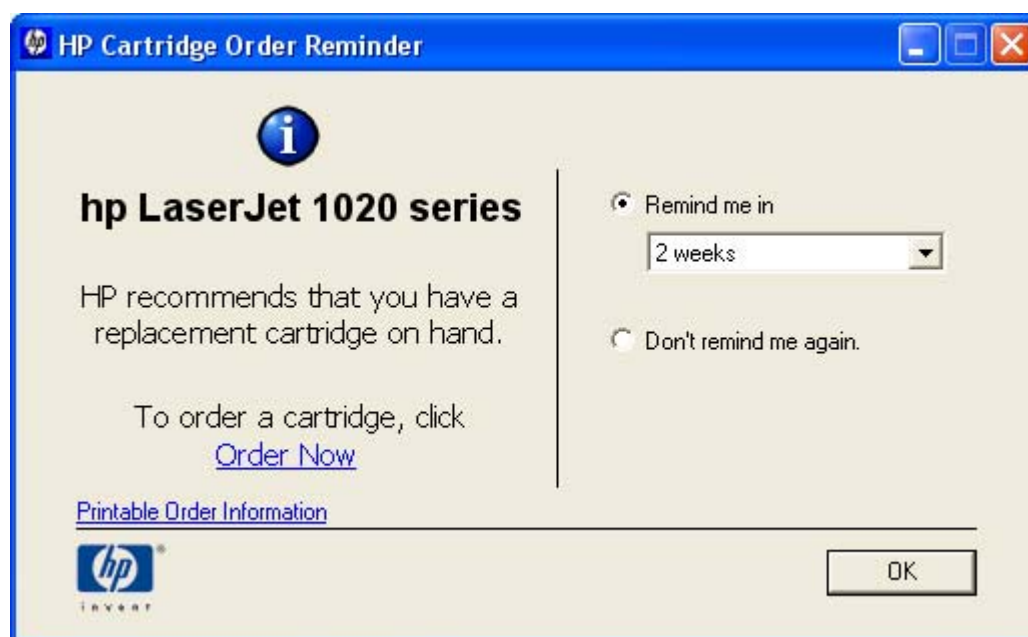 HP Cartridge Order Reminder
hp LaserJet 1020 series
HP recommends that you have a
replacement cartridge on hand.
To order a cartridge, click
Order Now
Printable Order Information
Remind me in
2 weeks
Don't remind me again.
hp
invent
OK